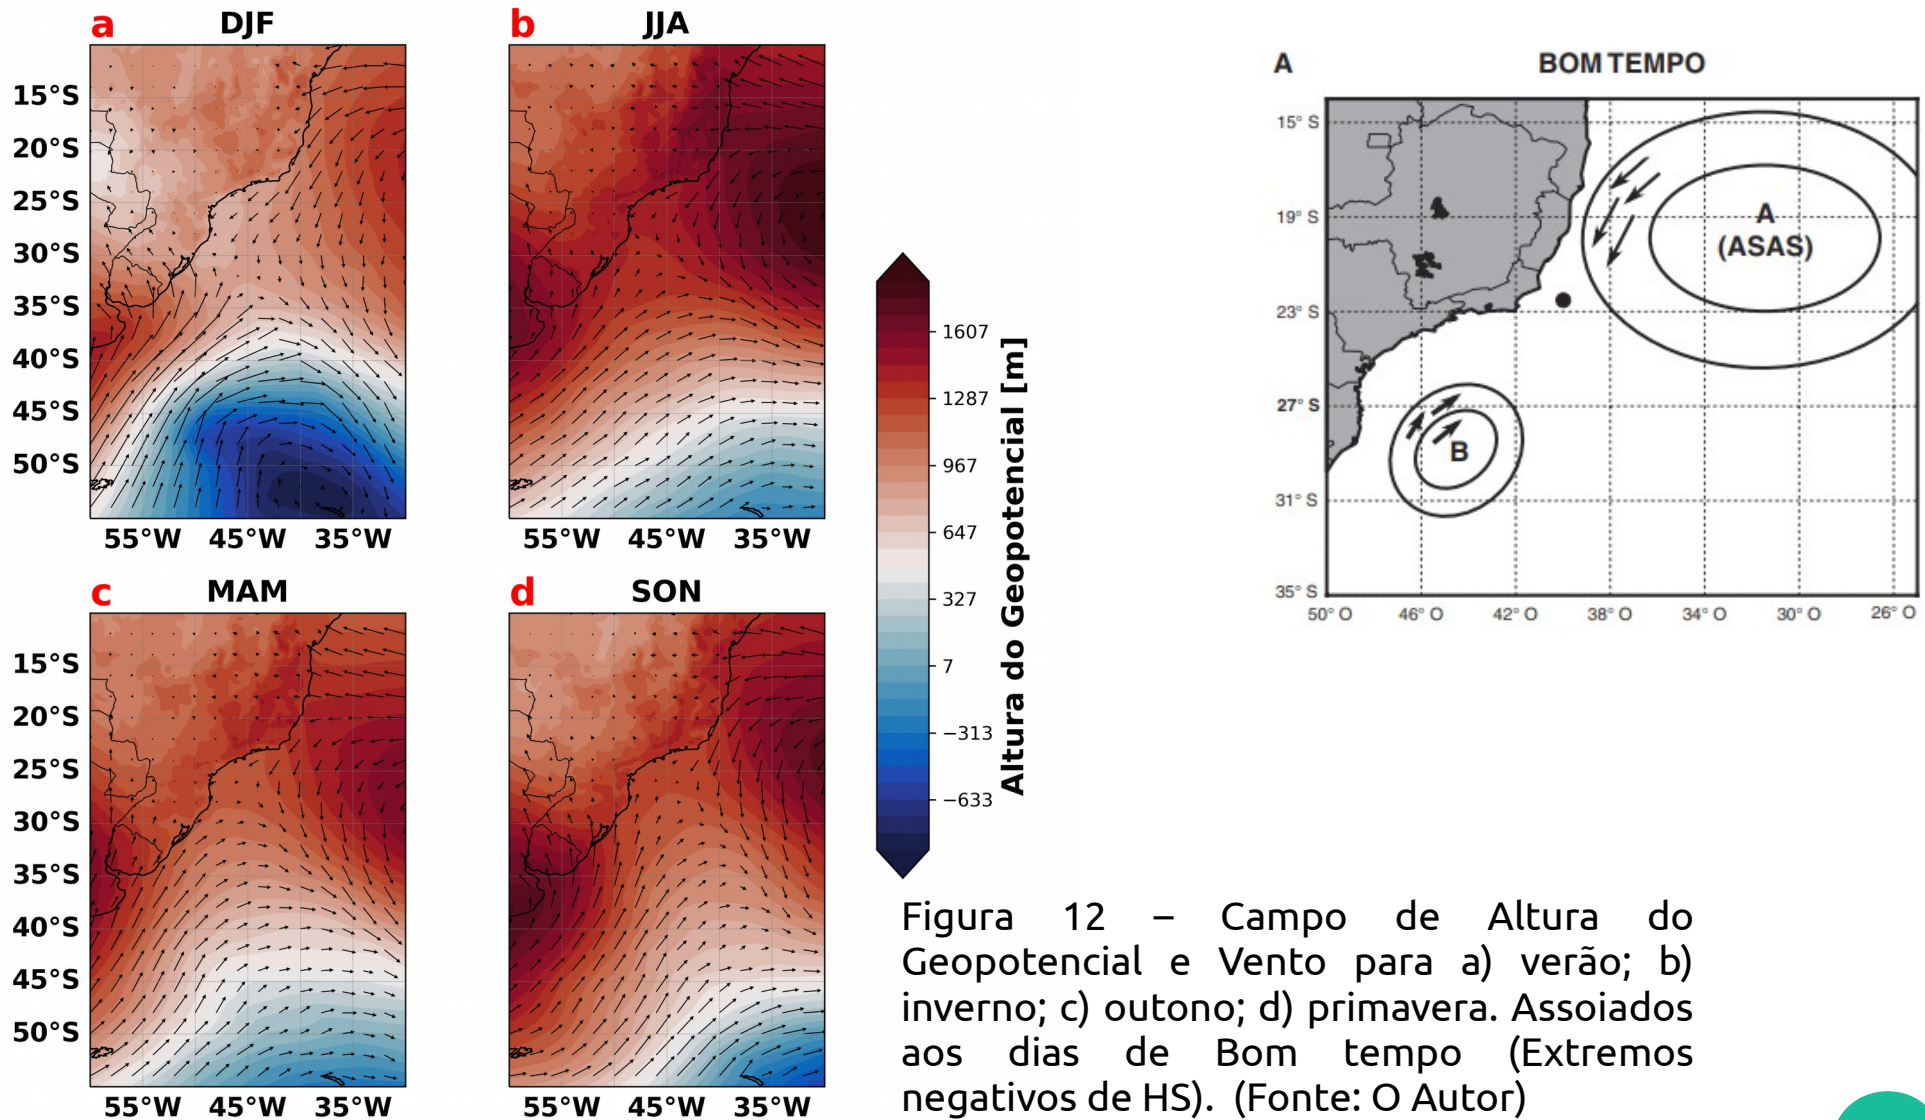 a DJF
15°S
20°S
25°S
30°S
35°S
40°S
45°S
50°S
55°W 45°W 35°W
b JJA
55°W 45°W 35°W
c MAM
15°S
20°S
25°S
30°S
35°S
40°S
45°S
50°S
55°W 45°W 35°W
d SON
55°W 45°W 35°W
1607
1287
967
647
327
7
−313
−633
Altura do Geopotencial [m]
A BOM TEMPO
15° S
19° S
23° S
27° S
31° S
35° S
50° O 46° O 42° O 38° O 34° O 30° O 26° O
A
(ASAS)
B
Figura 12 – Campo de Altura do
Geopotencial e Vento para a) verão; b)
inverno; c) outono; d) primavera. Assoiados
aos dias de Bom tempo (Extremos
negativos de HS). (Fonte: O Autor)